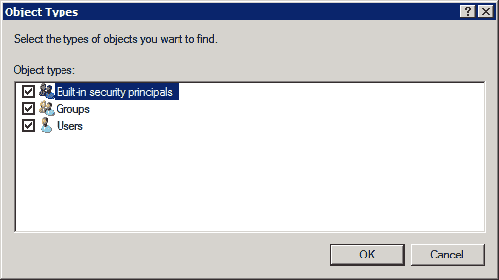 Object Types
Select the types of objects you want to find.
Object types:
Built-in security principals
Groups
Users
OK
Cancel